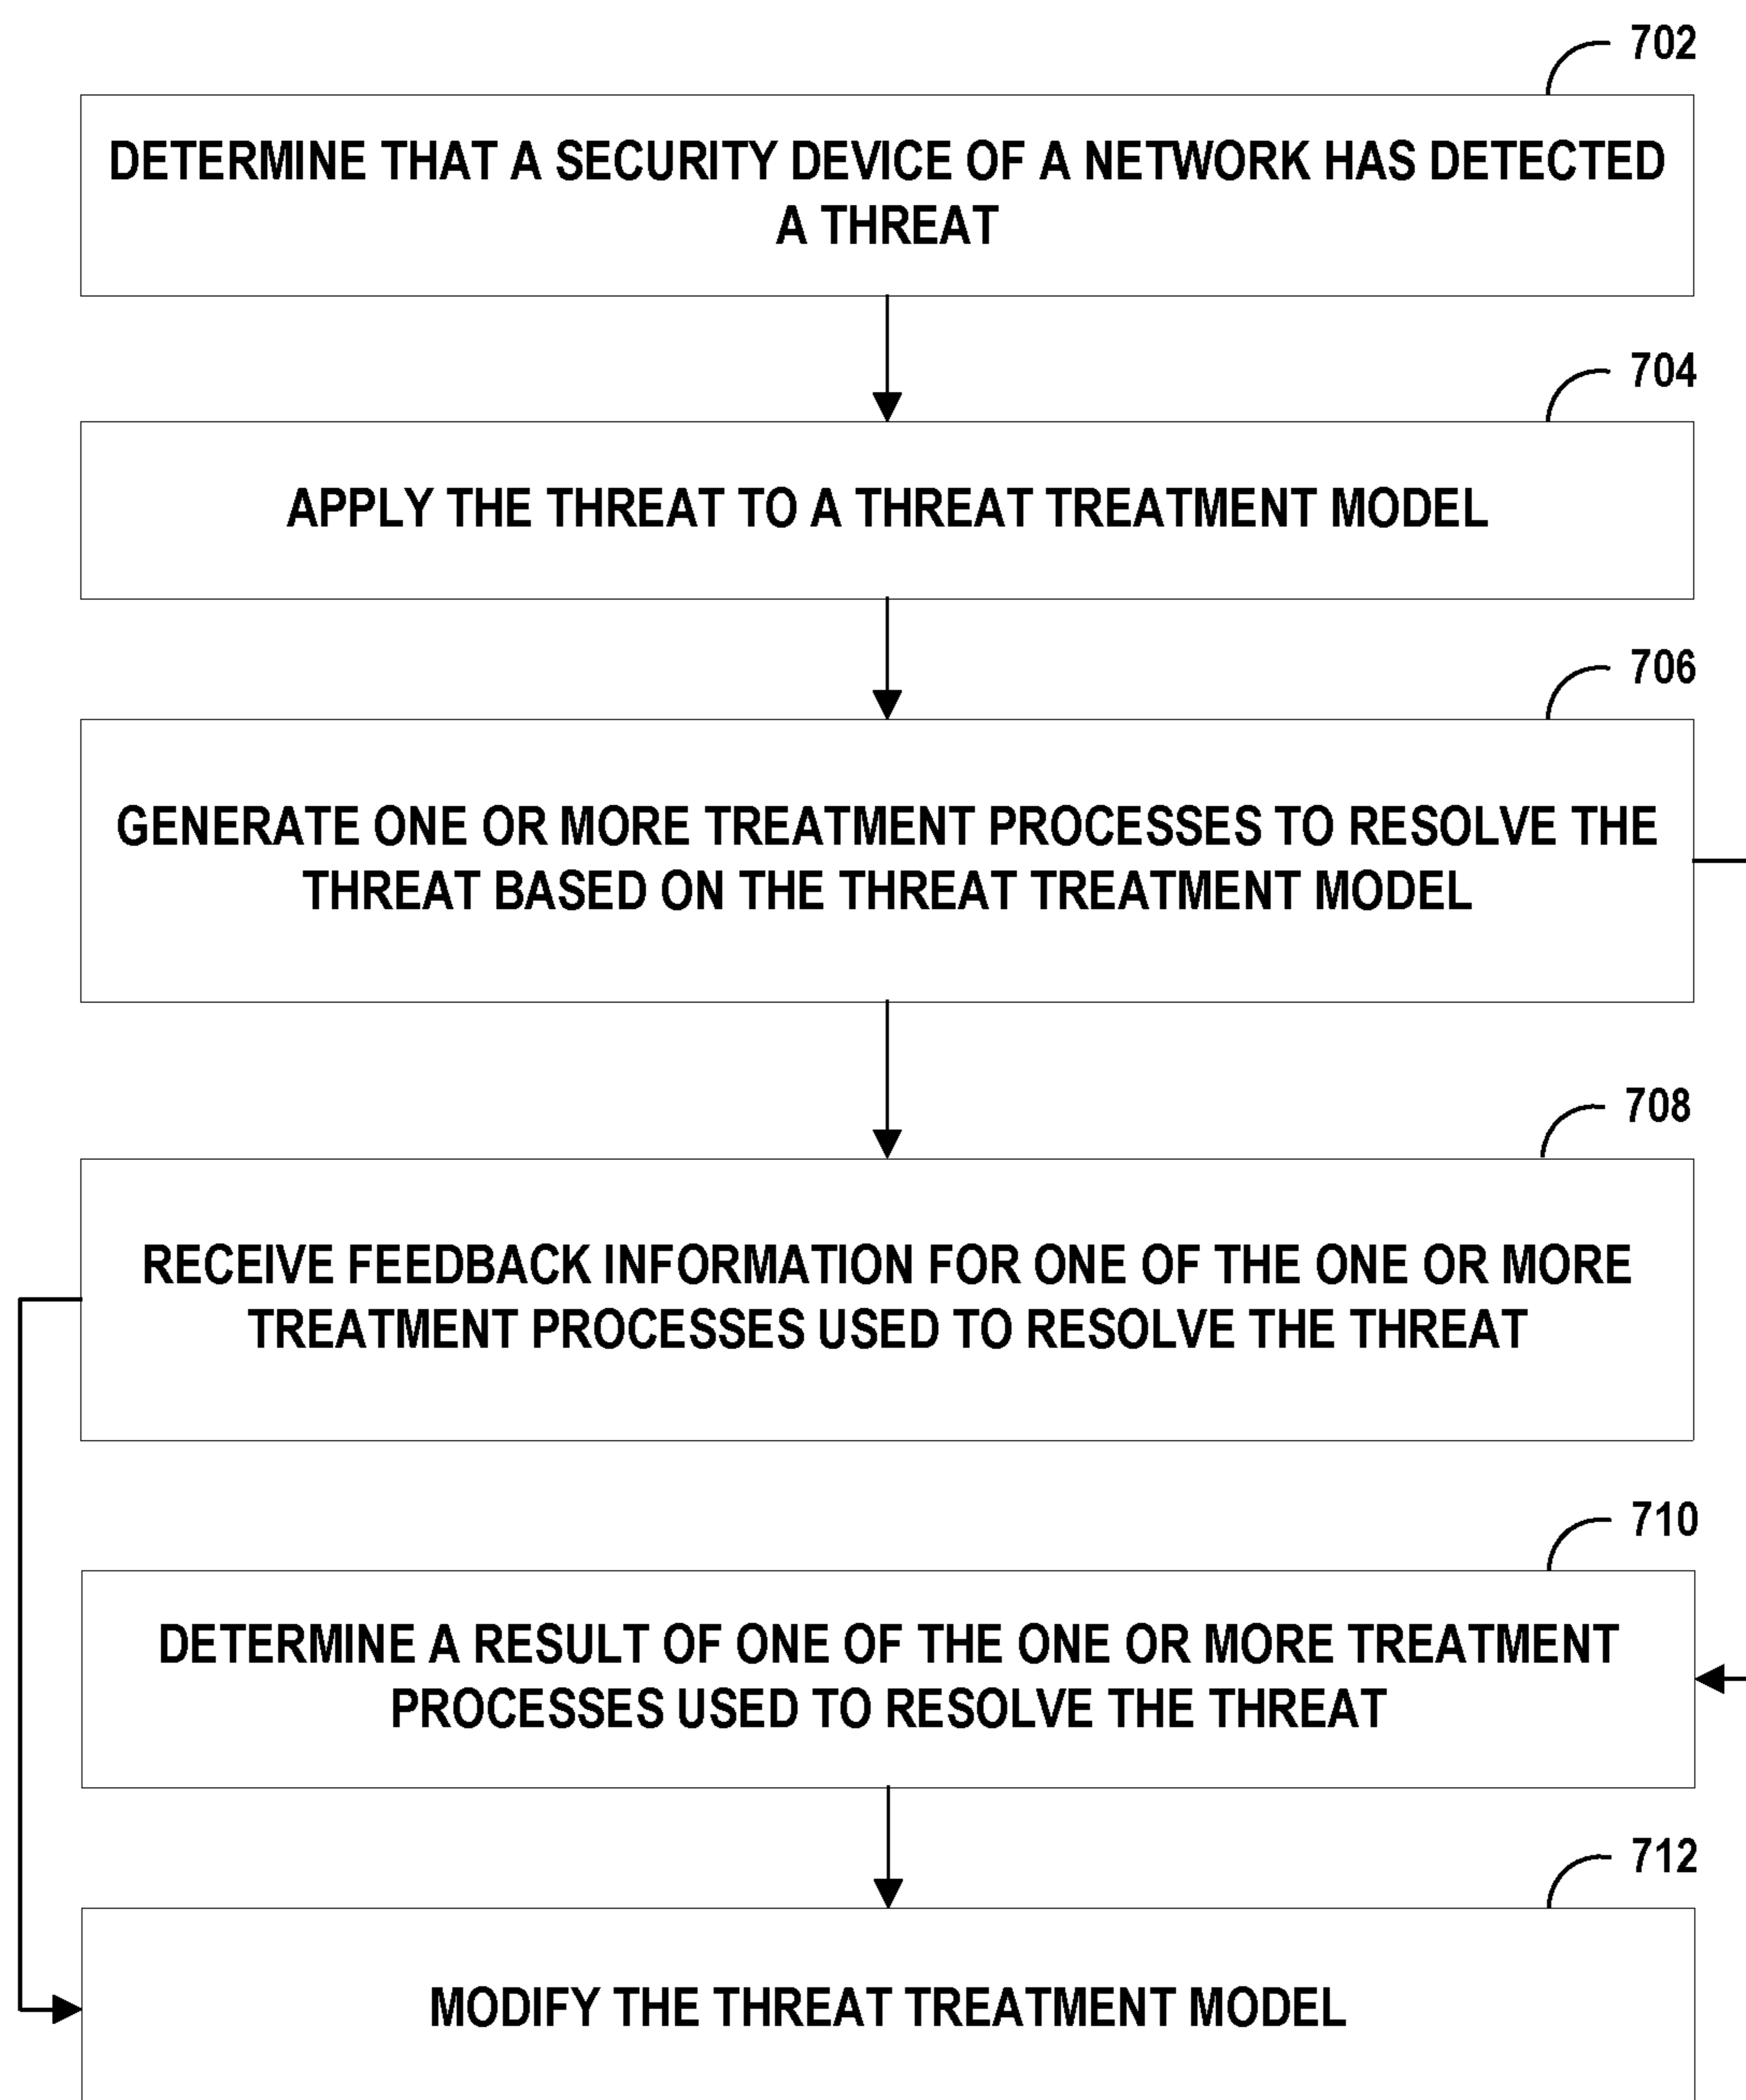 702
DETERMINE THAT A SECURITY DEVICE OF A NETWORK HAS DETECTED
A THREAT
704
APPLY THE THREAT TO A THREAT TREATMENT MODEL
706
GENERATE ONE OR MORE TREATMENT PROCESSES TO RESOLVE THE
THREAT BASED ON THE THREAT TREATMENT MODEL
708
RECEIVE FEEDBACK INFORMATION FOR ONE OF THE ONE OR MORE
TREATMENT PROCESSES USED TO RESOLVE THE THREAT
710
DETERMINE A RESULT OF ONE OF THE ONE OR MORE TREATMENT
PROCESSES USED TO RESOLVE THE THREAT
712
MODIFY THE THREAT TREATMENT MODEL